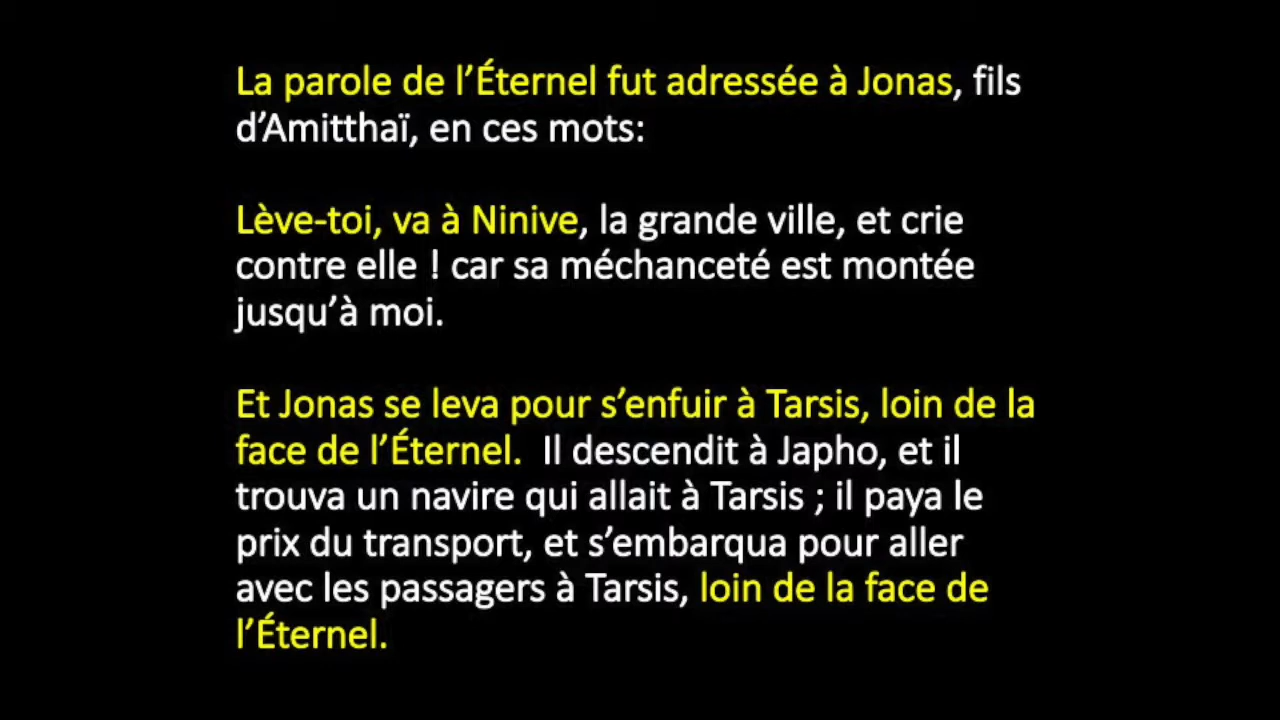 La parole de l’Éternel fut adressée à Jonas, fils
d’Amitthaï, en ces mots:
Lève-toi, va à Ninive, la grande ville, et crie
contre elle ! car sa méchanceté est montée
jusqu’à moi.
Et Jonas se leva pour s’enfuir à Tarsis, loin de la
face de l’Éternel.  Il descendit à Japho, et il
trouva un navire qui allait à Tarsis ; il paya le
prix du transport, et s’embarqua pour aller
avec les passagers à Tarsis, loin de la face de
l’Éternel.